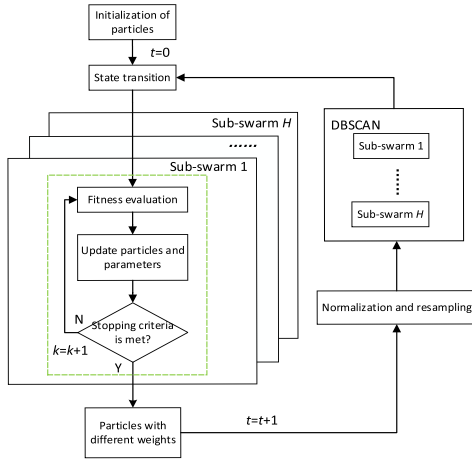 Initialization of
particles
t=0
State transition
Sub-swarm H
......
Sub-swarm 1
Fitness evaluation
Update particles and
parameters
Stopping criteria
is met?
N
k=k+1
Y
Particles with
different weights
t=t+1
Normalization and resampling
DBSCAN
Sub-swarm 1
......
Sub-swarm H